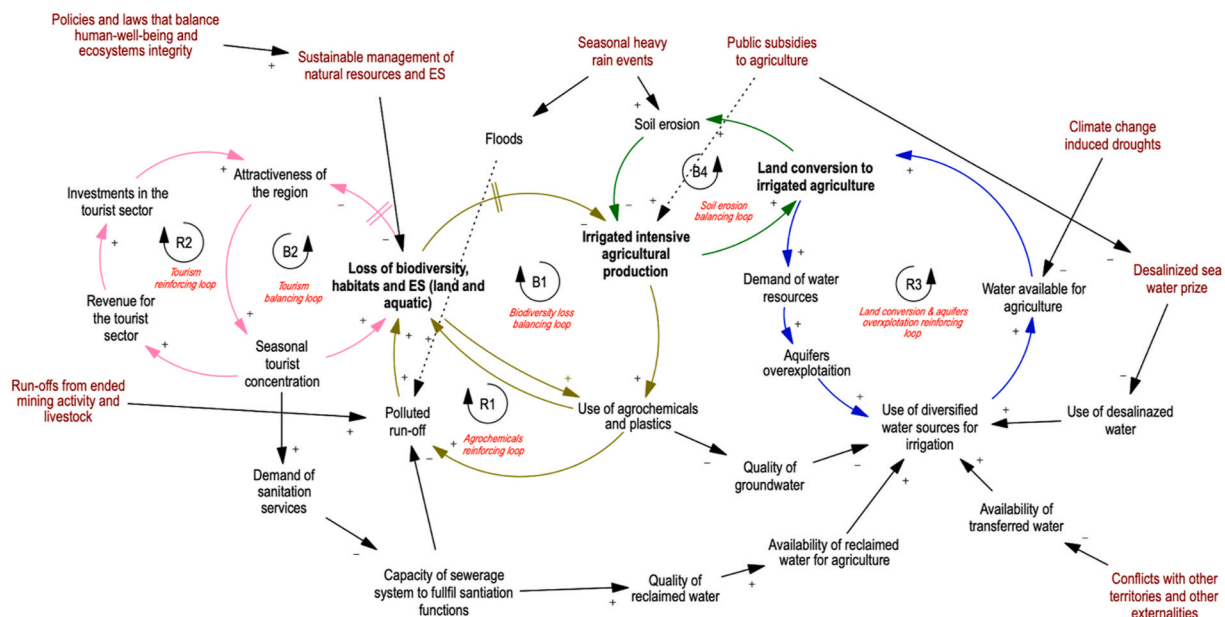 Policies and laws that balance
human-well-being and
ecosystems integrity
+
Sustainable management of
natural resources and ES
Seasonal heavy
rain events
Public subsidies
to agriculture
Climate change
induced droughts
Floods
+
Soil erosion
+
B4
Soil erosion
balancing loop
Land conversion to
irrigated agriculture
+
+
Investments in the
tourist sector
+
Attractiveness of
the region
−
+
R2
Tourism
reinforcing loop
B2
Tourism
balancing loop
−
Loss of biodiversity,
habitats and ES (land and
aquatic)
B1
Biodiversity loss
balancing loop
−
+
−
Irrigated intensive
agricultural
production
+
Demand of water
resources
+
R3
Land conversion & aquifers
overexplotation reinforcing
loop
−
Water available for
agriculture
+
−
Desalinized sea
water prize
Revenue for
the tourist
sector
+
+
Seasonal
tourist
concentration
+
+
+
+
Aquifers
overexplotaition
+
−
Run-offs from ended
mining activity and
livestock
+
Polluted
run-off
−
+
R1
Agrochemicals
reinforcing loop
+
+
Use of agrochemicals
and plastics
+
Use of diversified
water sources for
irrigation
+
+
Use of desalinazed
water
+
Demand of
sanitation
services
−
Quality of
groundwater
−
+
+
Availability of
transferred water
−
−
Capacity of sewerage
system to fullfil santiation
functions
+
Quality of
reclaimed water
+
Availability of reclaimed
water for agriculture
Conflicts with other
territories and other
externalities